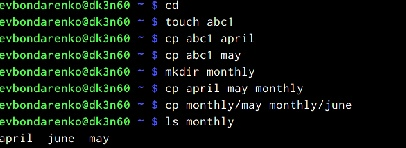 evbondarenko@dk3n60 ~ $ cd
evbondarenko@dk3n60 ~ $ touch abc1
evbondarenko@dk3n60 ~ $ cp abc1 april
evbondarenko@dk3n60 ~ $ cp abc1 may
evbondarenko@dk3n60 ~ $ mkdir monthly
evbondarenko@dk3n60 ~ $ cp april may monthly
evbondarenko@dk3n60 ~ $ cp monthly/may monthly/june
evbondarenko@dk3n60 ~ $ ls monthly
april  june  may